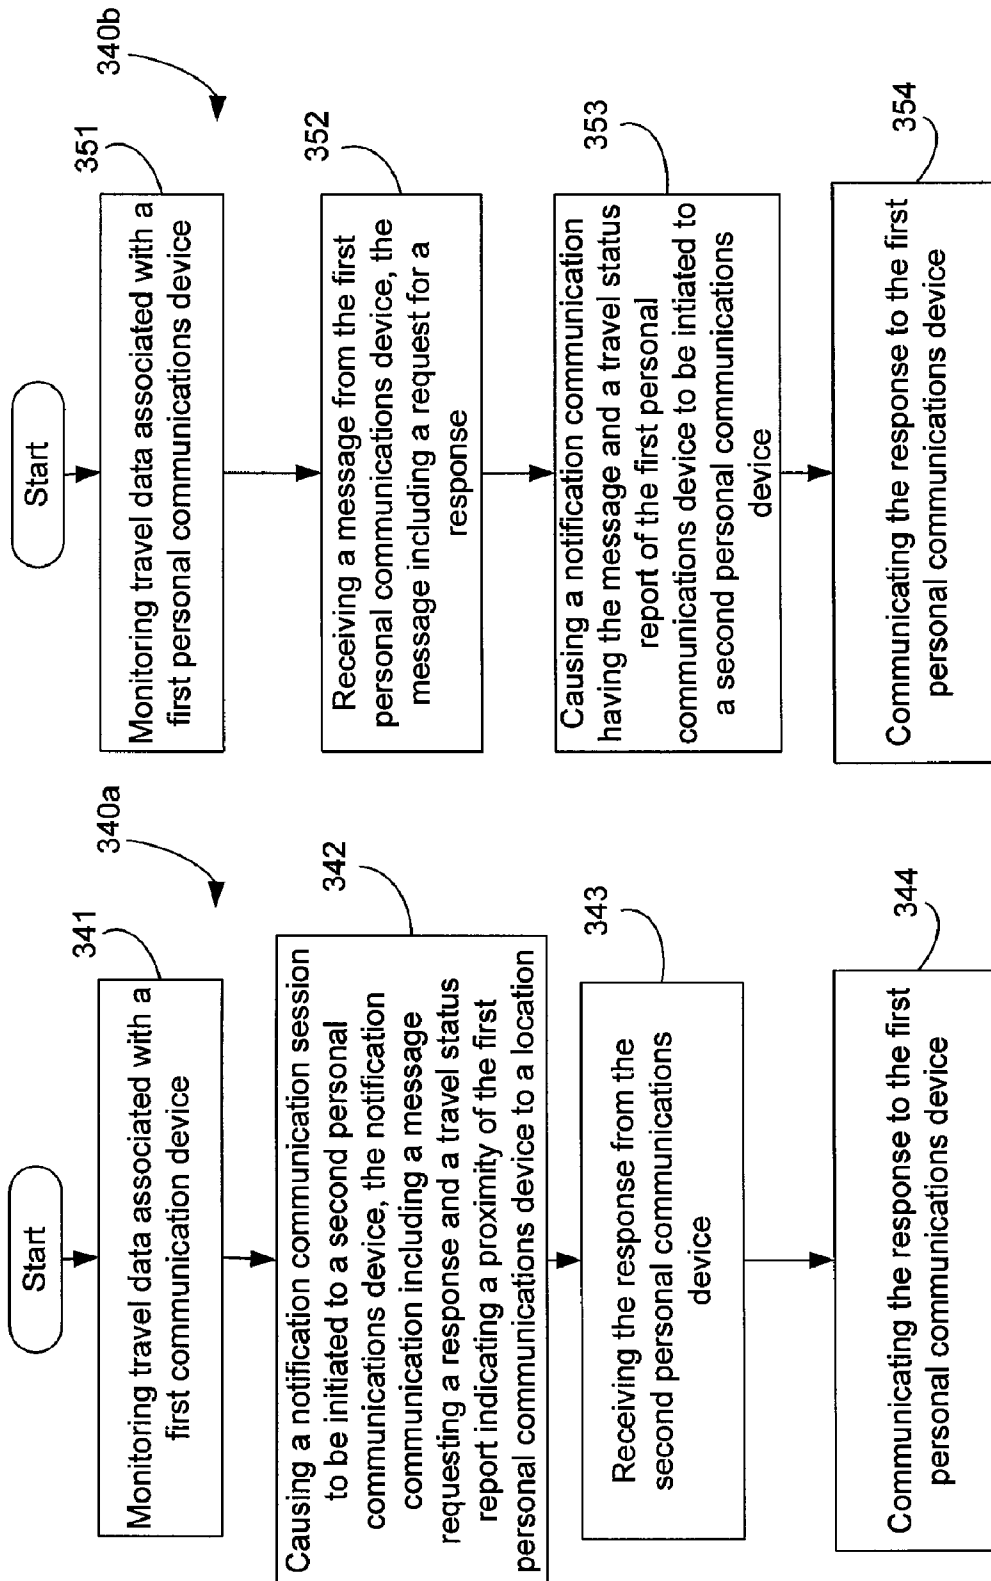 Start
340a
341
Monitoring travel data associated with a
first communication device
342
Causing a notification communication session
to be initiated to a second personal
communications device, the notification
communication including a message
requesting a response and a travel status
report indicating a proximity of the first
personal communications device to a location
343
Receiving the response from the
second personal communications
device
344
Communicating the response to the first
personal communications device
Start
340b
351
Monitoring travel data associated with a
first personal communications device
352
Receiving a message from the first
personal communications device, the
message including a request for a
response
353
Causing a notification communication
having the message and a travel status
report of the first personal
communications device to be intiated to
a second personal communications
device
354
Communicating the response to the first
personal communications device